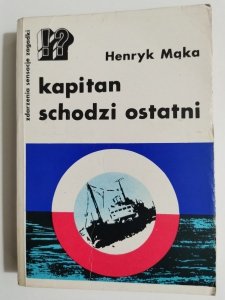 !?
Henryk Mąka
kapitan
schodzi ostatni
zdarzenia sensacje zagadki